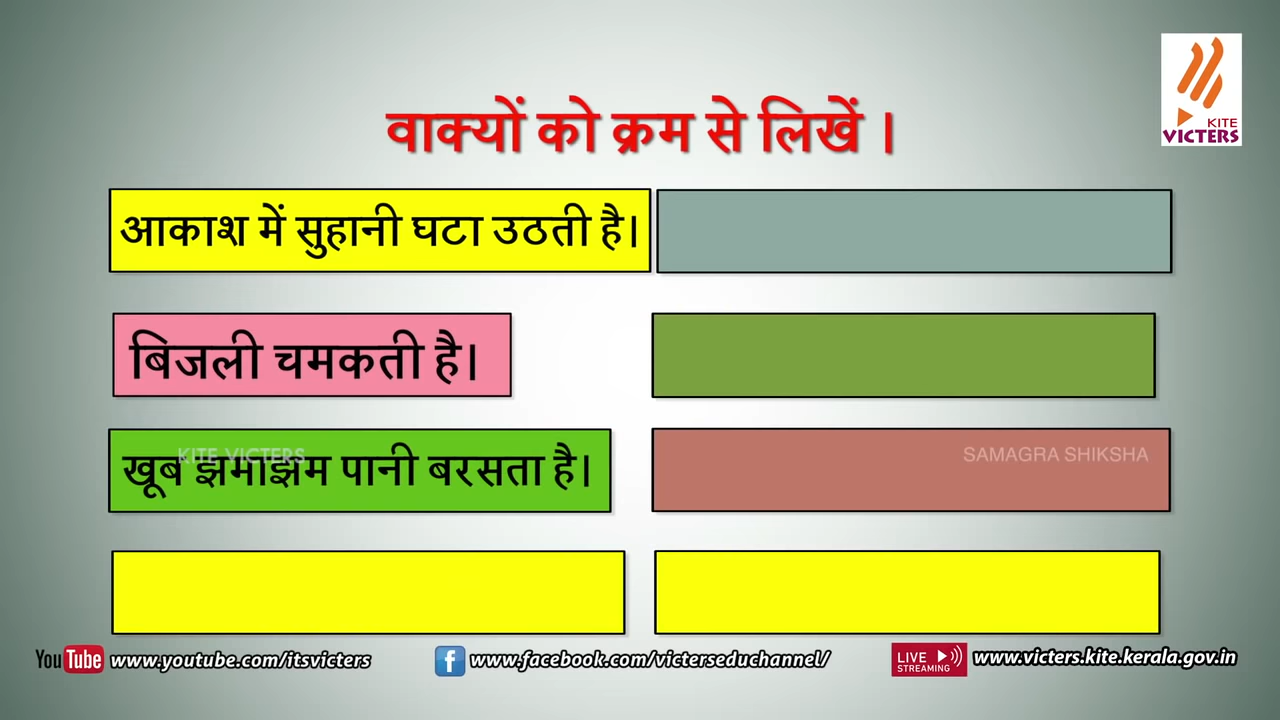 वाक्यों को क्रम से लिखें ।
KITE
VICTERS
आकाश में सुहानी घटा उठती है।
बिजली चमकती है।
खूब झमाझम पानी बरसता है।
KITE VICTERS
SAMAGRA SHIKSHA
YouTube www.youtube.com/itsvicters
f www.facebook.com/victerseduchannel/
LIVE STREAMING www.victers.kite.kerala.gov.in